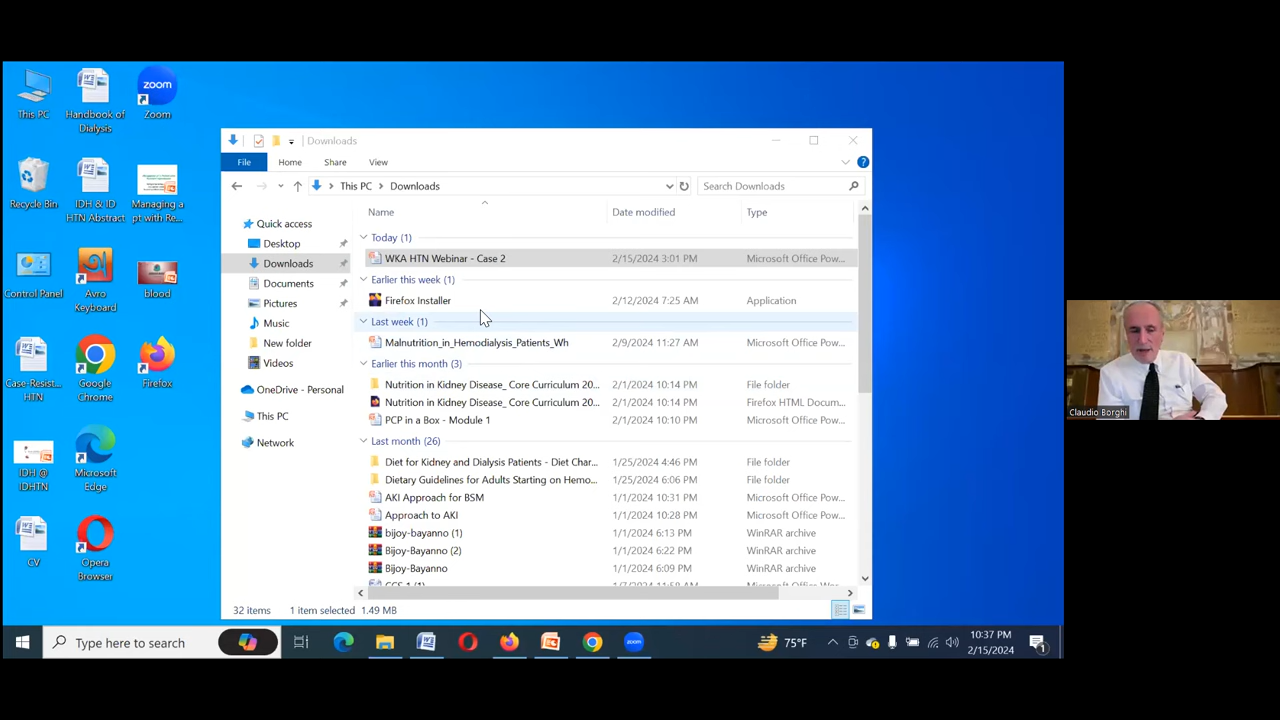 This PC
Handbook of
Dialysis
zoom
Zoom
Recycle Bin
IDH & ID
HTN Abstract
Managing a
pt with Re...
Control Panel
Avro
Keyboard
blood
Case-Resist...
HTN
Google
Chrome
Firefox
IDH @
IDHTN
Microsoft
Edge
CV
Opera
Browser
Downloads
File Home Share View
This PC Downloads
Search Downloads
Quick access
Desktop
Downloads
Documents
Pictures
Music
New folder
Videos
OneDrive - Personal
This PC
Network
Name Date modified Type
Today (1)
WKA HTN Webinar - Case 2 2/15/2024 3:01 PM Microsoft Office Pow...
Earlier this week (1)
Firefox Installer 2/12/2024 7:25 AM Application
Last week (1)
Malnutrition_in_Hemodialysis_Patients_Wh 2/9/2024 11:27 AM Microsoft Office Pow...
Earlier this month (3)
Nutrition in Kidney Disease_ Core Curriculum 20... 2/1/2024 10:14 PM File folder
Nutrition in Kidney Disease_ Core Curriculum 20... 2/1/2024 10:14 PM Firefox HTML Docum...
PCP in a Box - Module 1 2/1/2024 10:10 PM Microsoft Office Pow...
Last month (26)
Diet for Kidney and Dialysis Patients - Diet Char... 1/25/2024 4:46 PM File folder
Dietary Guidelines for Adults Starting on Hemo... 1/25/2024 6:06 PM File folder
AKI Approach for BSM 1/1/2024 10:31 PM Microsoft Office Pow...
Approach to AKI 1/1/2024 10:28 PM Microsoft Office Pow...
bijoy-bayanno (1) 1/1/2024 6:13 PM WinRAR archive
Bijoy-Bayanno (2) 1/1/2024 6:22 PM WinRAR archive
Bijoy-Bayanno 1/1/2024 6:09 PM WinRAR archive
32 items 1 item selected 1.49 MB
Type here to search
zoom
75°F
10:37 PM
2/15/2024
1
Claudio Borghi